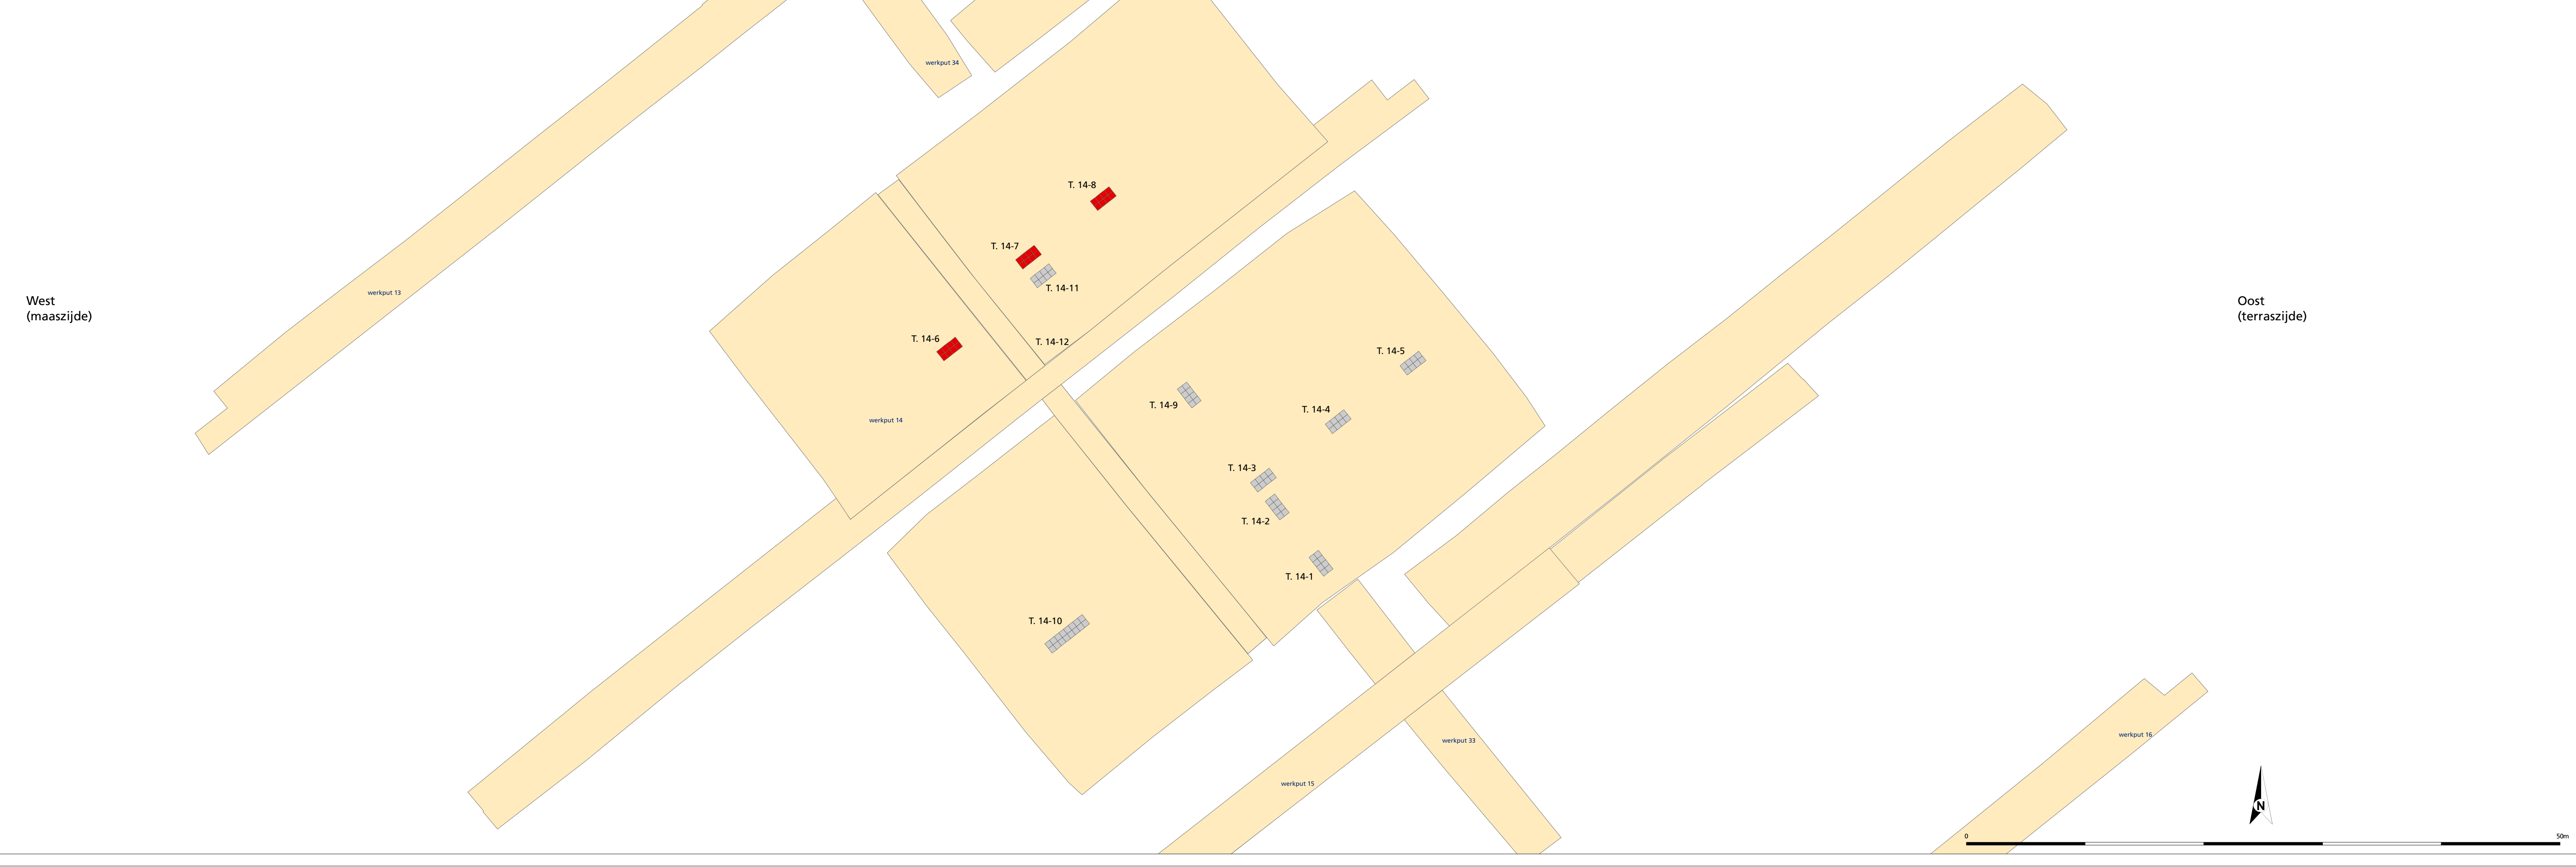 werkput 34
T. 14-8
T. 14-7
T. 14-11
werkput 13
West
(maaszijde)
Oost
(terraszijde)
T. 14-6
T. 14-12
T. 14-5
T. 14-9
T. 14-4
werkput 14
T. 14-3
T. 14-2
T. 14-1
T. 14-10
werkput 16
werkput 33
werkput 15
N
0
50m